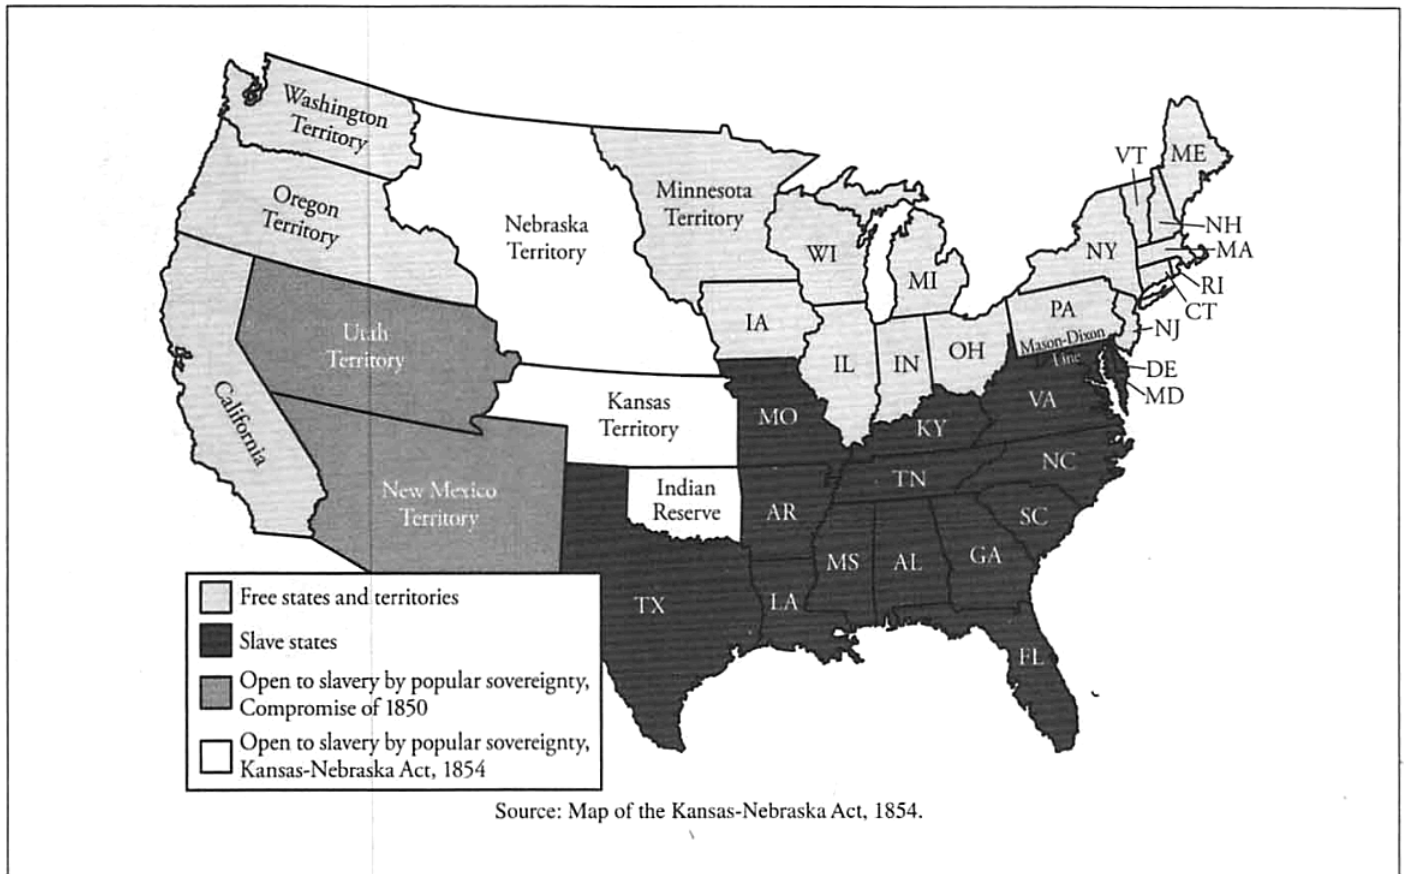 Washington
Territory
Oregon
Territory
Nebraska
Territory
Minnesota
Territory
WI
MI
VT
ME
NH
NY
MA
RI
CT
PA
NJ
Mason-Dixon
Line
DE
MD
IA
IL
IN
OH
Utah
Territory
California
Kansas
Territory
MO
KY
VA
New Mexico
Territory
Indian
Reserve
AR
TN
NC
SC
MS
AL
GA
TX
LA
FL
Free states and territories
Slave states
Open to slavery by popular sovereignty,
Compromise of 1850
Open to slavery by popular sovereignty,
Kansas-Nebraska Act, 1854
Source: Map of the Kansas-Nebraska Act, 1854.